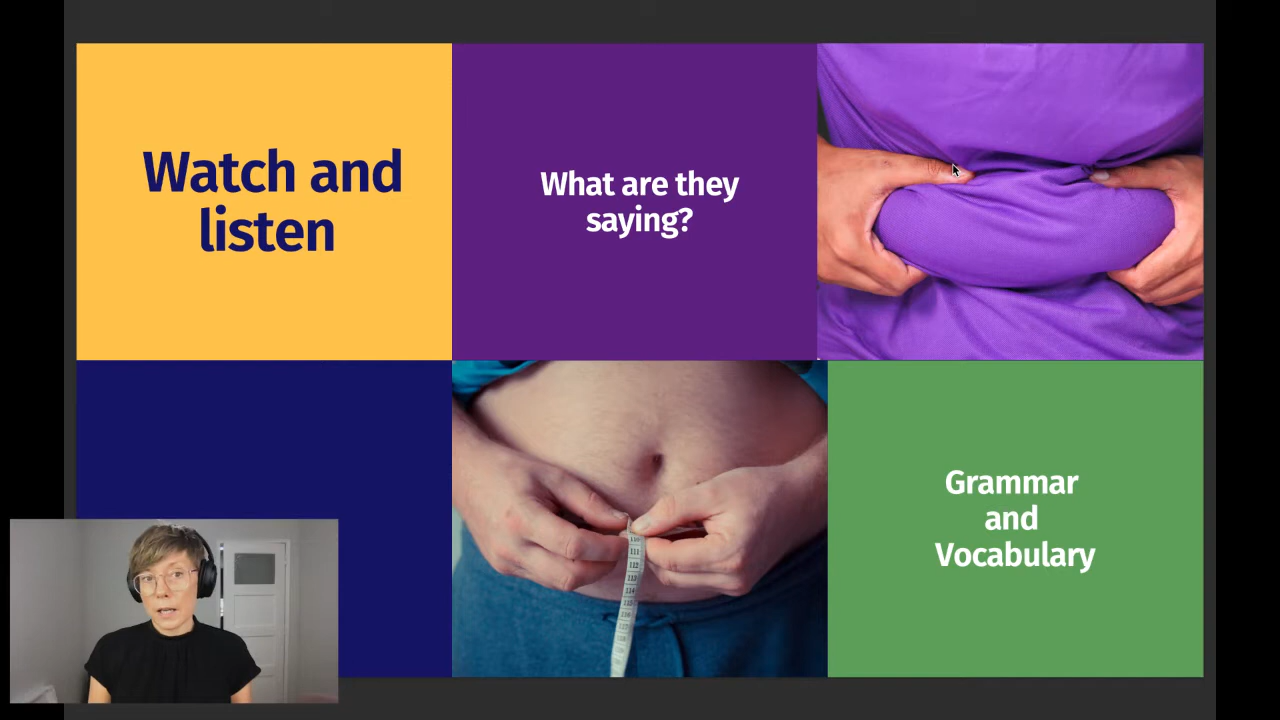 Watch and
listen
What are they
saying?
Grammar
and
Vocabulary